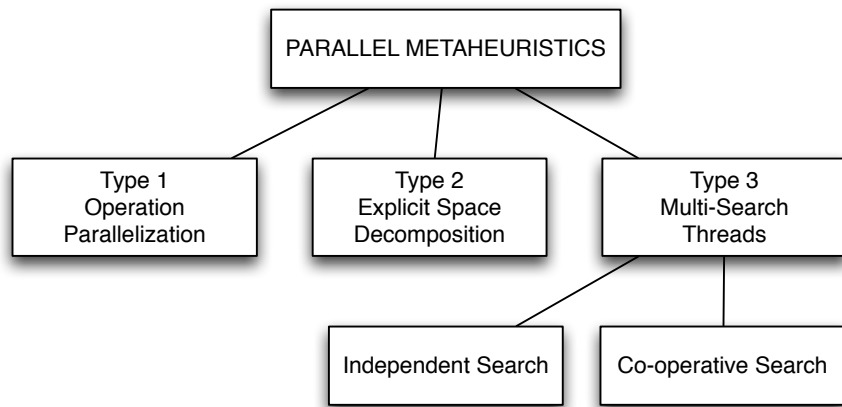 PARALLEL METAHEURISTICS
Type 1
Operation
Parallelization
Type 2
Explicit Space
Decomposition
Type 3
Multi-Search
Threads
Independent Search
Co-operative Search